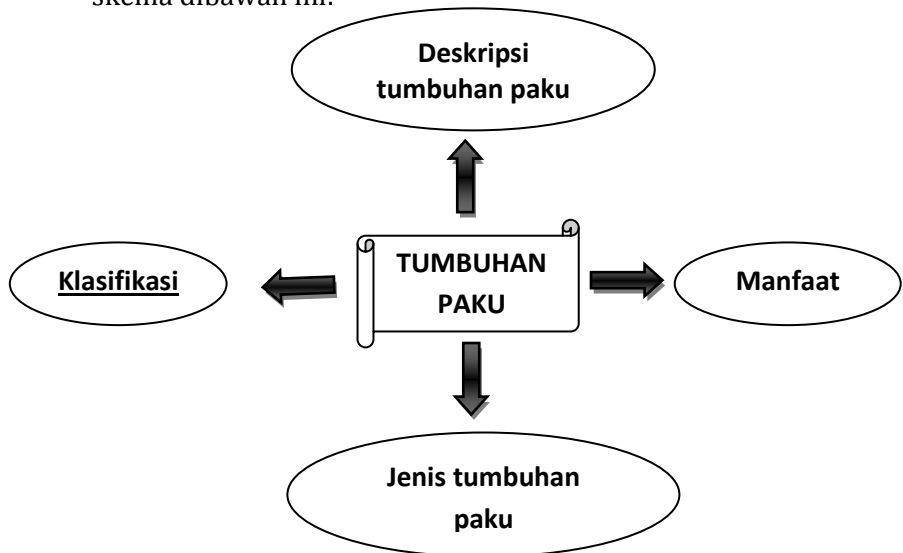 skema dibawah ini:
Deskripsi
tumbuhan paku
Klasifikasi
TUMBUHAN
PAKU
Manfaat
Jenis tumbuhan
paku